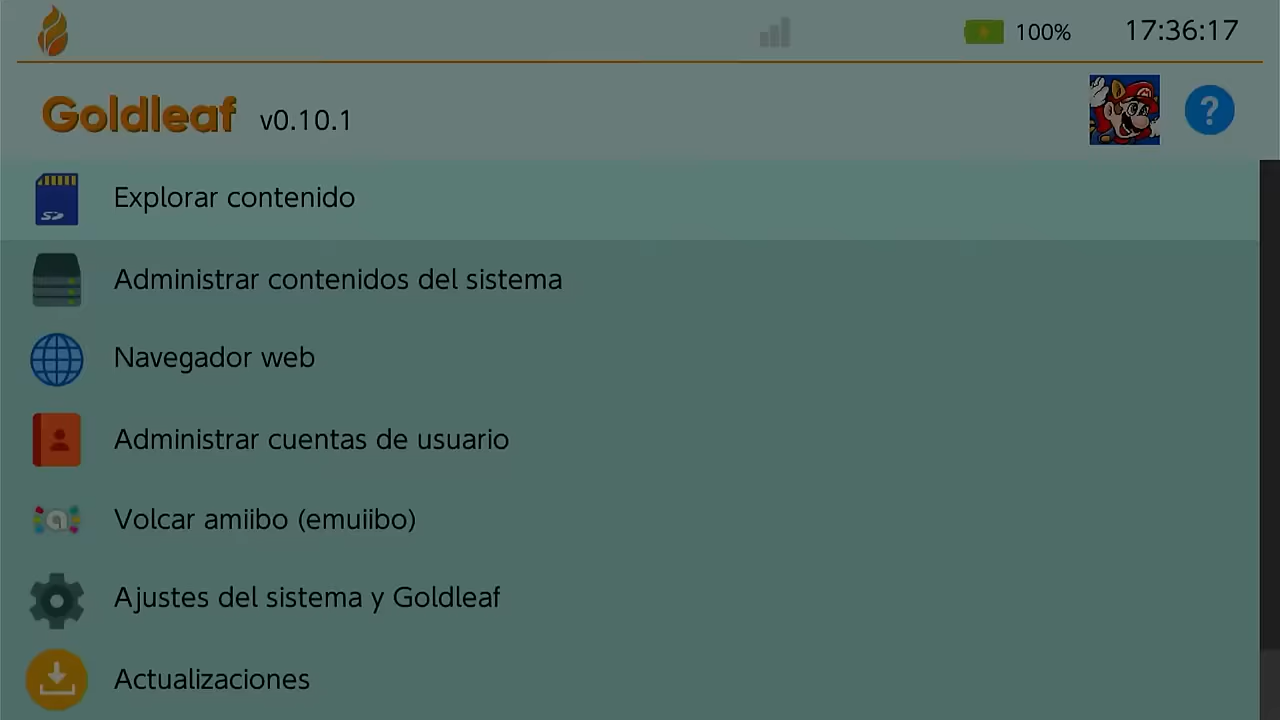 100% 17:36:17
Goldleaf v0.10.1 ?
Explorar contenido
Administrar contenidos del sistema
Navegador web
Administrar cuentas de usuario
Volcar amiibo (emuiibo)
Ajustes del sistema y Goldleaf
Actualizaciones